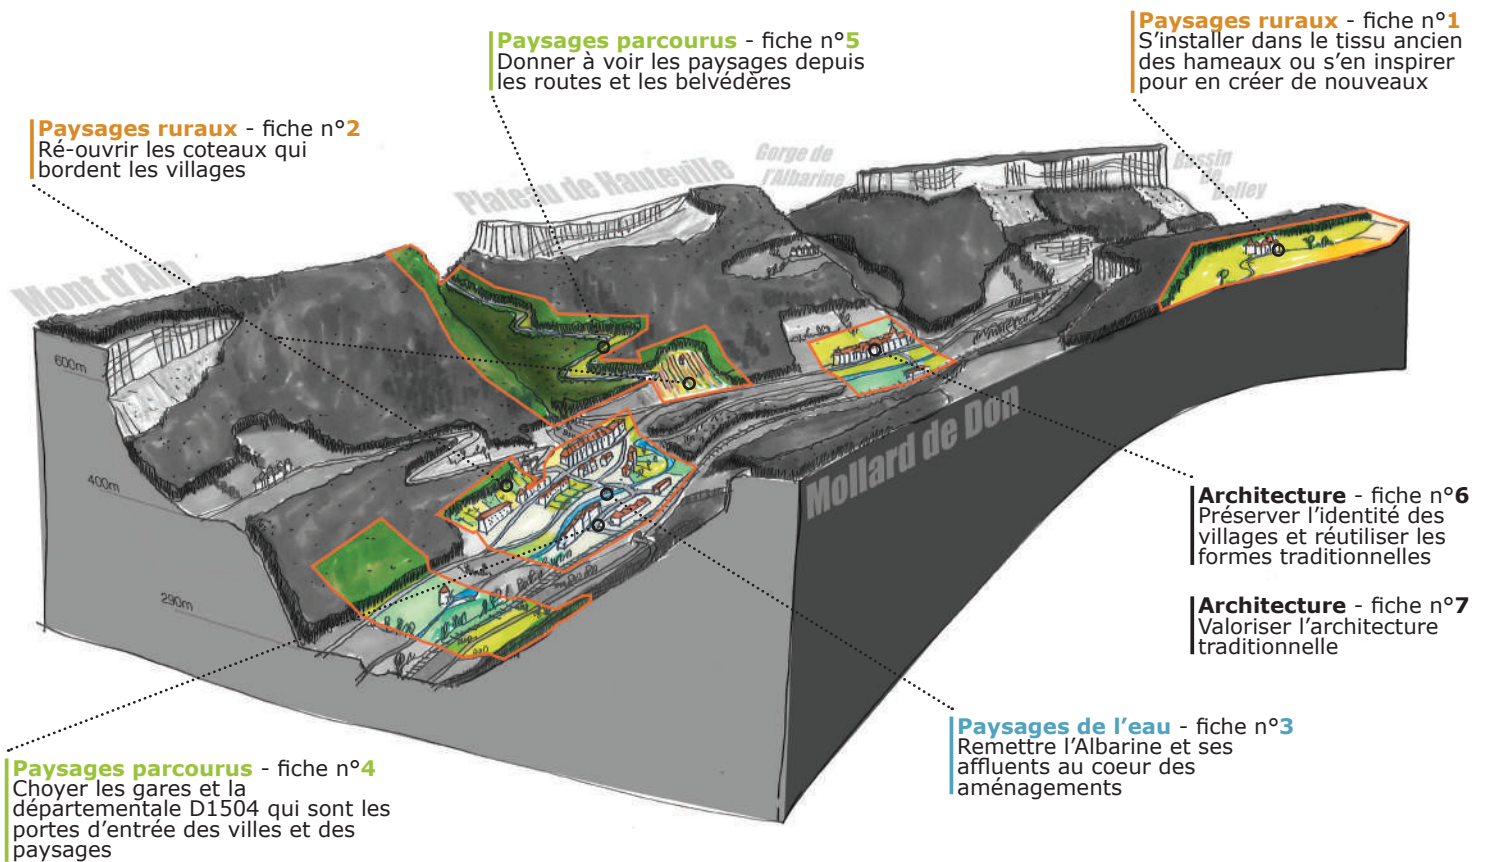 Paysages ruraux - fiche n°1
S'installer dans le tissu ancien
des hameaux ou s'en inspirer
pour en créer de nouveaux
Paysages parcourus - fiche n°5
Donner à voir les paysages depuis
les routes et les belvédères
Paysages ruraux - fiche n°2
Ré-ouvrir les coteaux qui
bordent les villages
Gorge de
l'Albarine
Bassin
de
Belley
Plateau de Hauteville
Mont d'Ain
600m
400m
290m
Mollard de Don
Architecture - fiche n°6
Préserver l'identité des
villages et réutiliser les
formes traditionnelles
Architecture - fiche n°7
Valoriser l'architecture
traditionnelle
Paysages de l'eau - fiche n°3
Remettre l'Albarine et ses
affluents au coeur des
aménagements
Paysages parcourus - fiche n°4
Choyer les gares et la
départementale D1504 qui sont les
portes d'entrée des villes et des
paysages